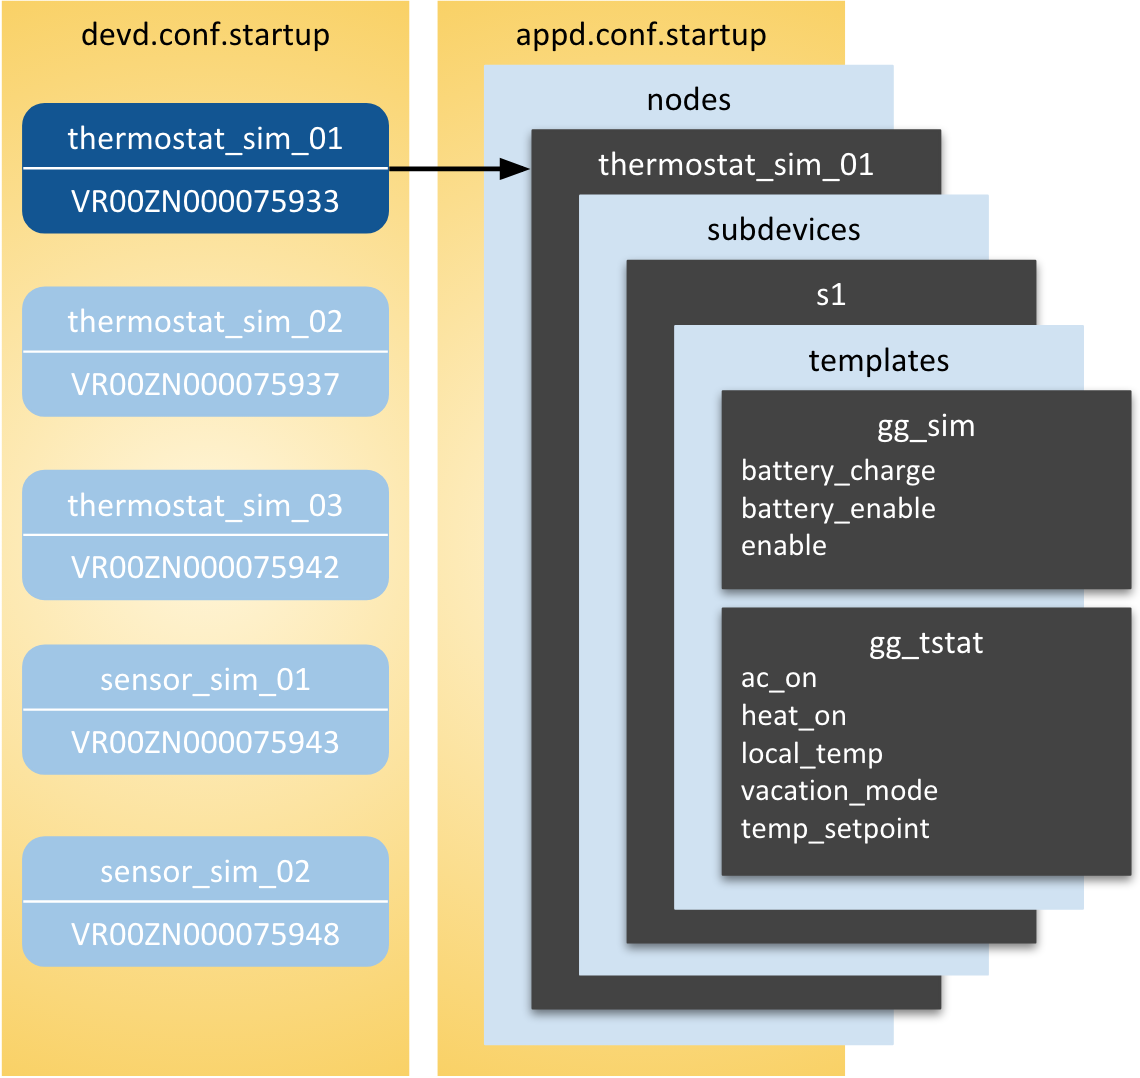 devd.conf.startup
thermostat_sim_01
VR00ZN000075933
thermostat_sim_02
VR00ZN000075937
thermostat_sim_03
VR00ZN000075942
sensor_sim_01
VR00ZN000075943
sensor_sim_02
VR00ZN000075948
appd.conf.startup
nodes
thermostat_sim_01
subdevices
s1
templates
gg_sim
battery_charge
battery_enable
enable
gg_tstat
ac_on
heat_on
local_temp
vacation_mode
temp_setpoint